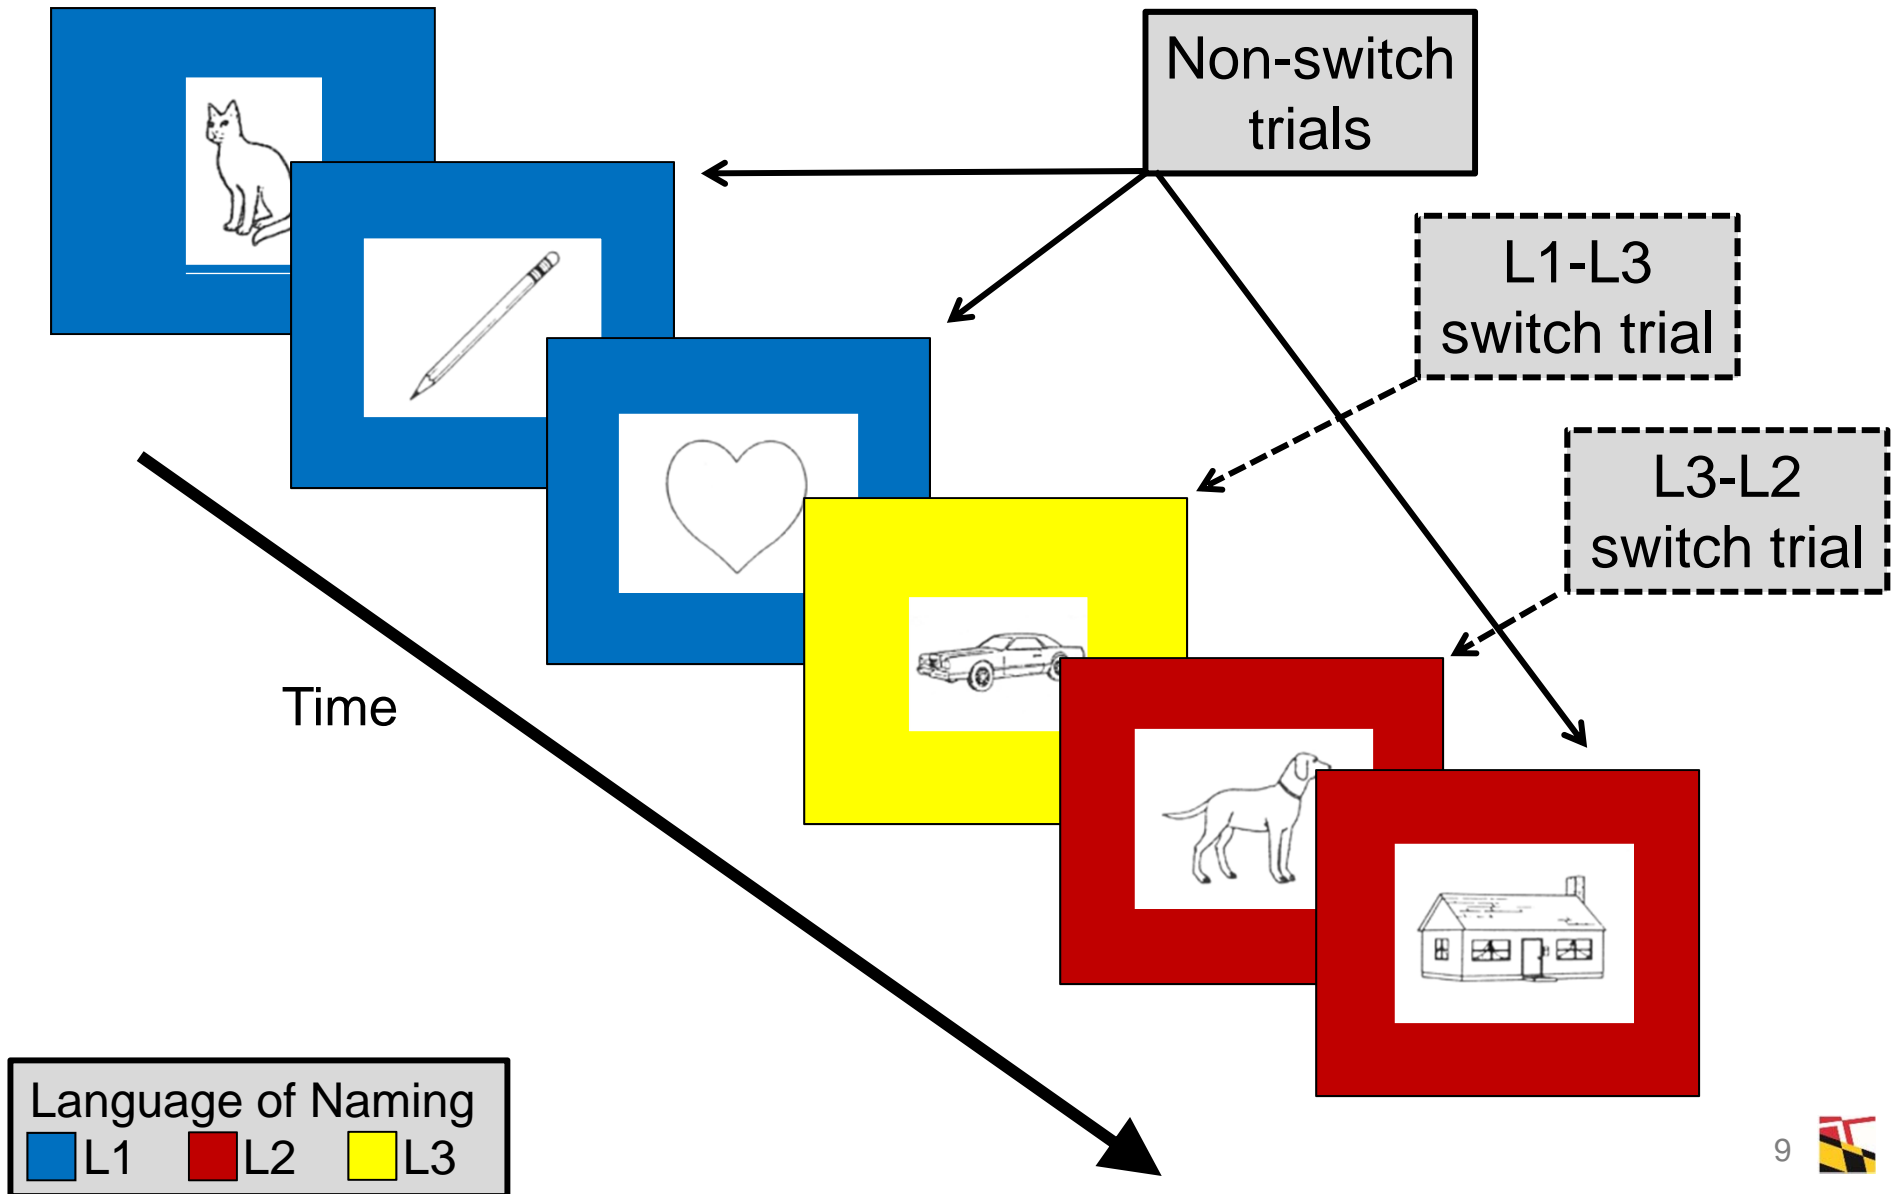 Non-switch
trials
L1-L3
switch trial
L3-L2
switch trial
Time
Language of Naming
L1 L2 L3
9